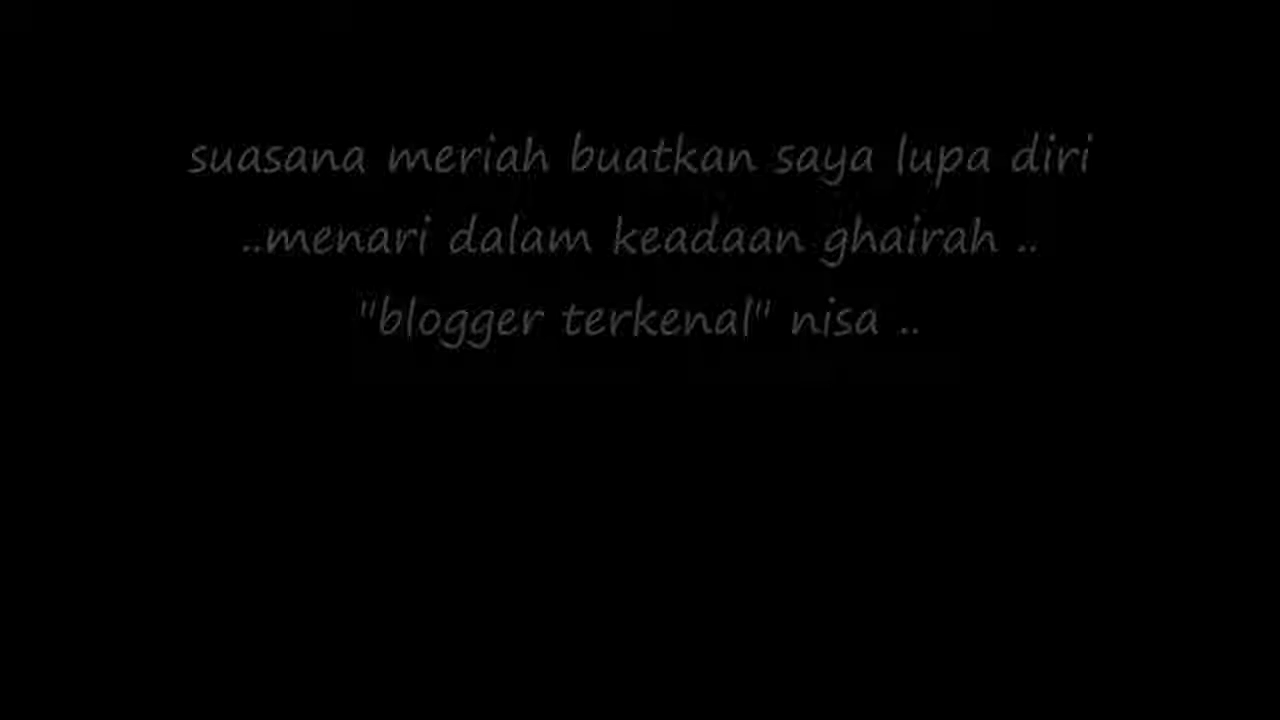 suasana meriah buatkan saya lupa diri
..menari dalam keadaan ghairah ..
"blogger terkenal" nisa ..